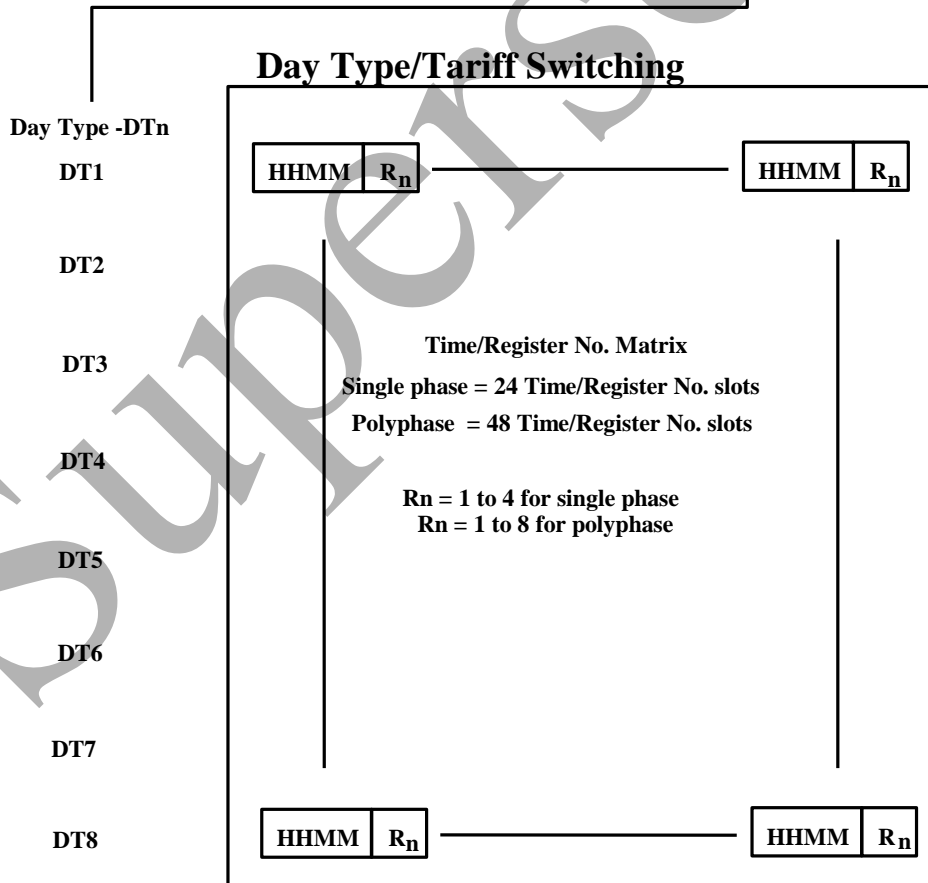 Day Type/Tariff Switching
Day Type -DTn
DT1
HHMM Rn HHMM Rn
DT2
DT3
Time/Register No. Matrix
Single phase = 24 Time/Register No. slots
Polyphase = 48 Time/Register No. slots
DT4
Rn = 1 to 4 for single phase
Rn = 1 to 8 for polyphase
DT5
DT6
DT7
DT8
HHMM Rn HHMM Rn
Superse